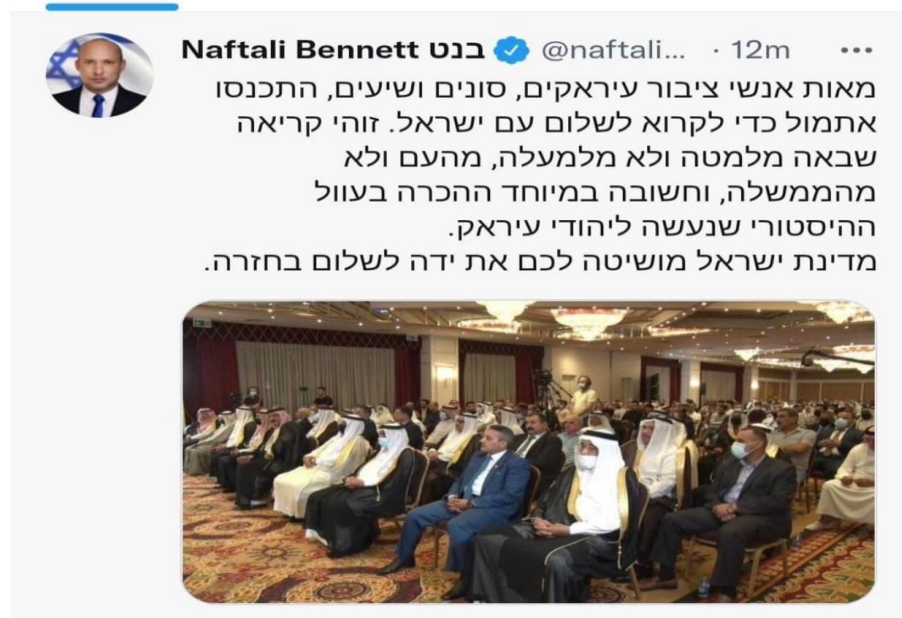 Naftali Bennett בנט @naftali... · 12m
מאות אנשי ציבור עיראקים, סונים ושיעים, התכנסו
אתמול כדי לקרוא לשלום עם ישראל. זוהי קריאה
שבאה מלמטה ולא מלמעלה, מהעם ולא
מהממשלה, וחשובה במיוחד ההכרה בעוול
ההיסטורי שנעשה ליהודי עיראק.
מדינת ישראל מושיטה לכם את ידה לשלום בחזרה.